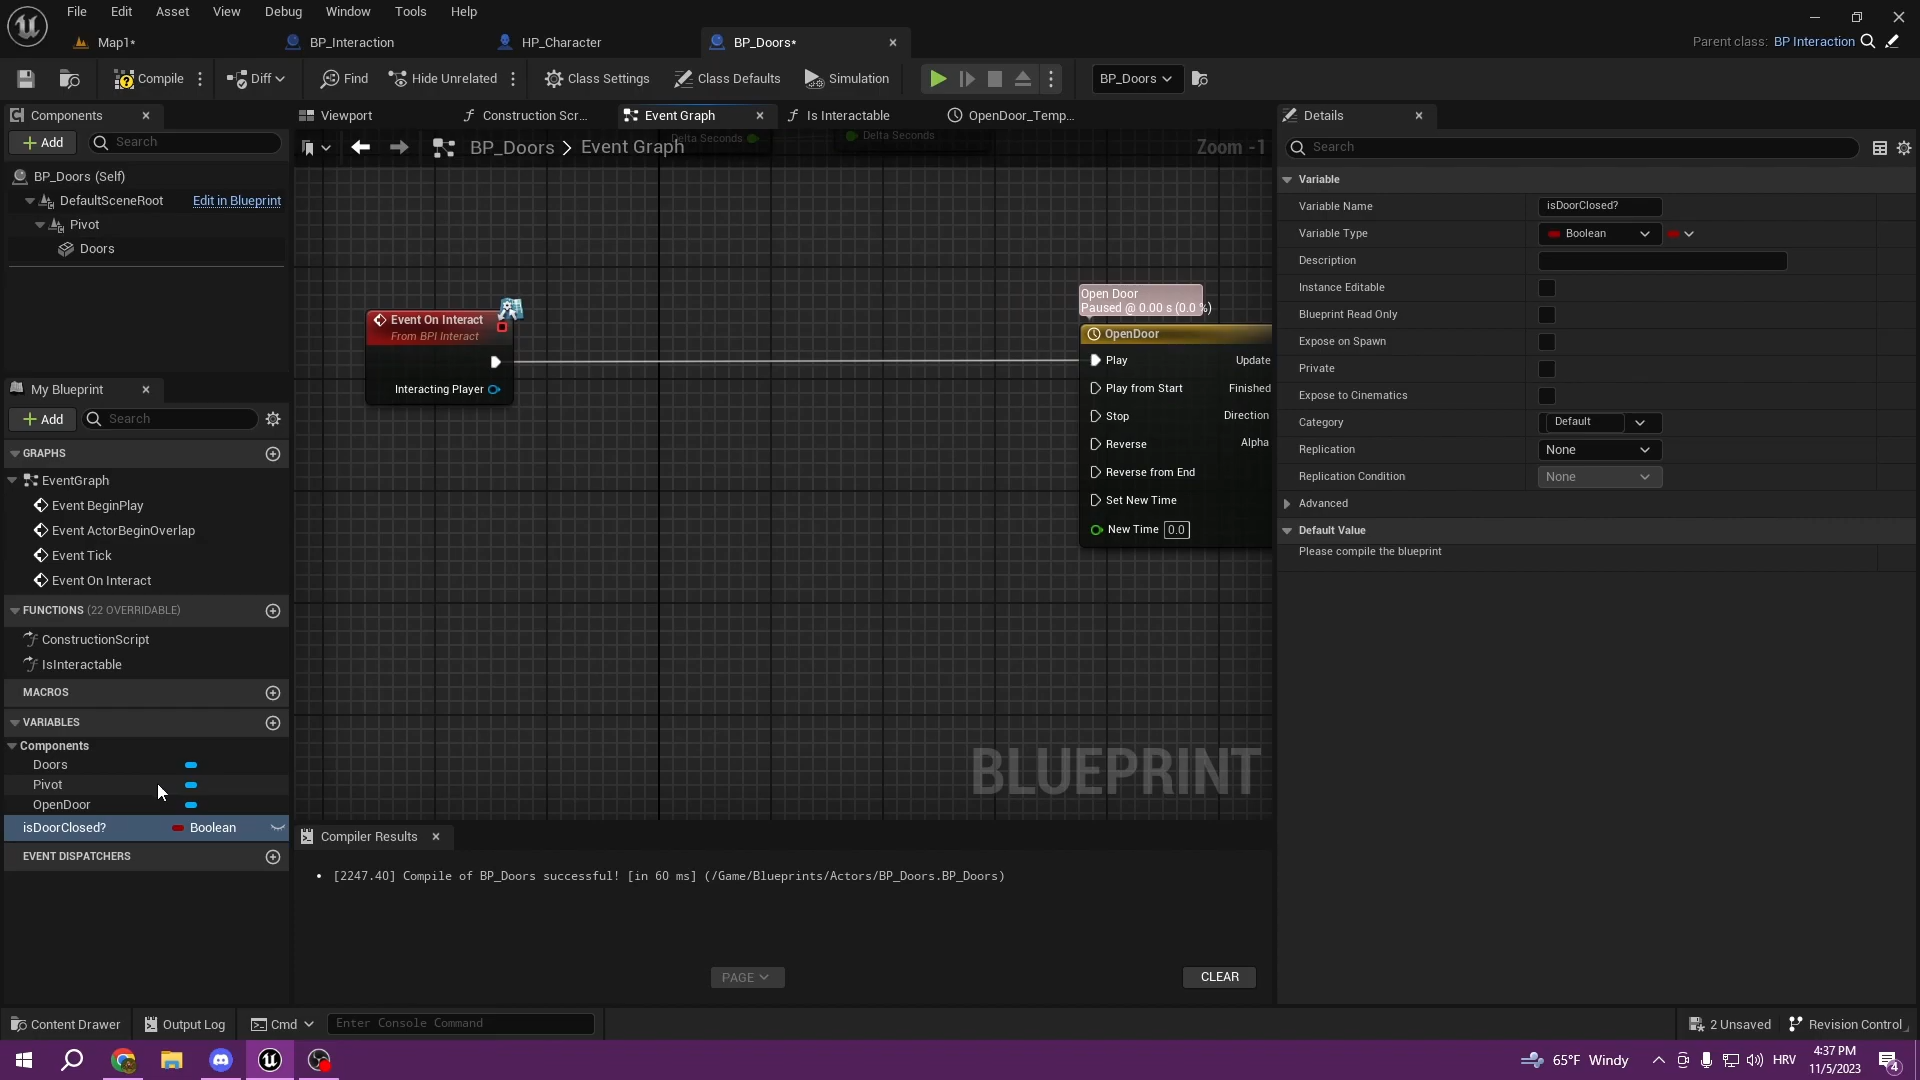 File Edit Asset View Debug Window Tools Help
Map1* BP_Interaction HP_Character BP_Doors* Parent class: BP Interaction
Compile Diff Find Hide Unrelated Class Settings Class Defaults Simulation BP_Doors
Components
Add Search
BP_Doors (Self)
DefaultSceneRoot Edit in Blueprint
Pivot
Doors
My Blueprint
Add Search
GRAPHS
EventGraph
Event BeginPlay
Event ActorBeginOverlap
Event Tick
Event On Interact
FUNCTIONS (22 OVERRIDABLE)
ConstructionScript
IsInteractable
MACROS
VARIABLES
Components
Doors
Pivot
OpenDoor
isDoorClosed? Boolean
EVENT DISPATCHERS
Viewport Construction Scr... Event Graph Is Interactable OpenDoor_Temp...
Delta Seconds Delta Seconds
BP_Doors > Event Graph Zoom -1
Event On Interact
From BPI Interact
Interacting Player
Open Door
Paused @ 0.00 s (0.0 %)
OpenDoor
Play Update
Play from Start Finished
Stop Direction
Reverse Alpha
Reverse from End
Set New Time
New Time 0.0
BLUEPRINT
Compiler Results
[2247.40] Compile of BP_Doors successful! [in 60 ms] (/Game/Blueprints/Actors/BP_Doors.BP_Doors)
PAGE CLEAR
Details
Search
Variable
Variable Name isDoorClosed?
Variable Type Boolean
Description
Instance Editable
Blueprint Read Only
Expose on Spawn
Private
Expose to Cinematics
Category Default
Replication None
Replication Condition None
Advanced
Default Value
Please compile the blueprint
Content Drawer Output Log Cmd Enter Console Command 2 Unsaved Revision Control
65°F Windy HRV 4:37 PM
11/5/2023 4